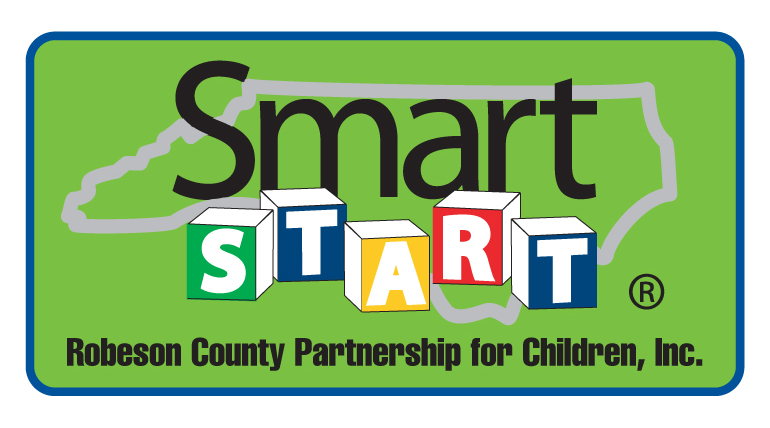 Smart
START ®
Robeson County Partnership for Children, Inc.